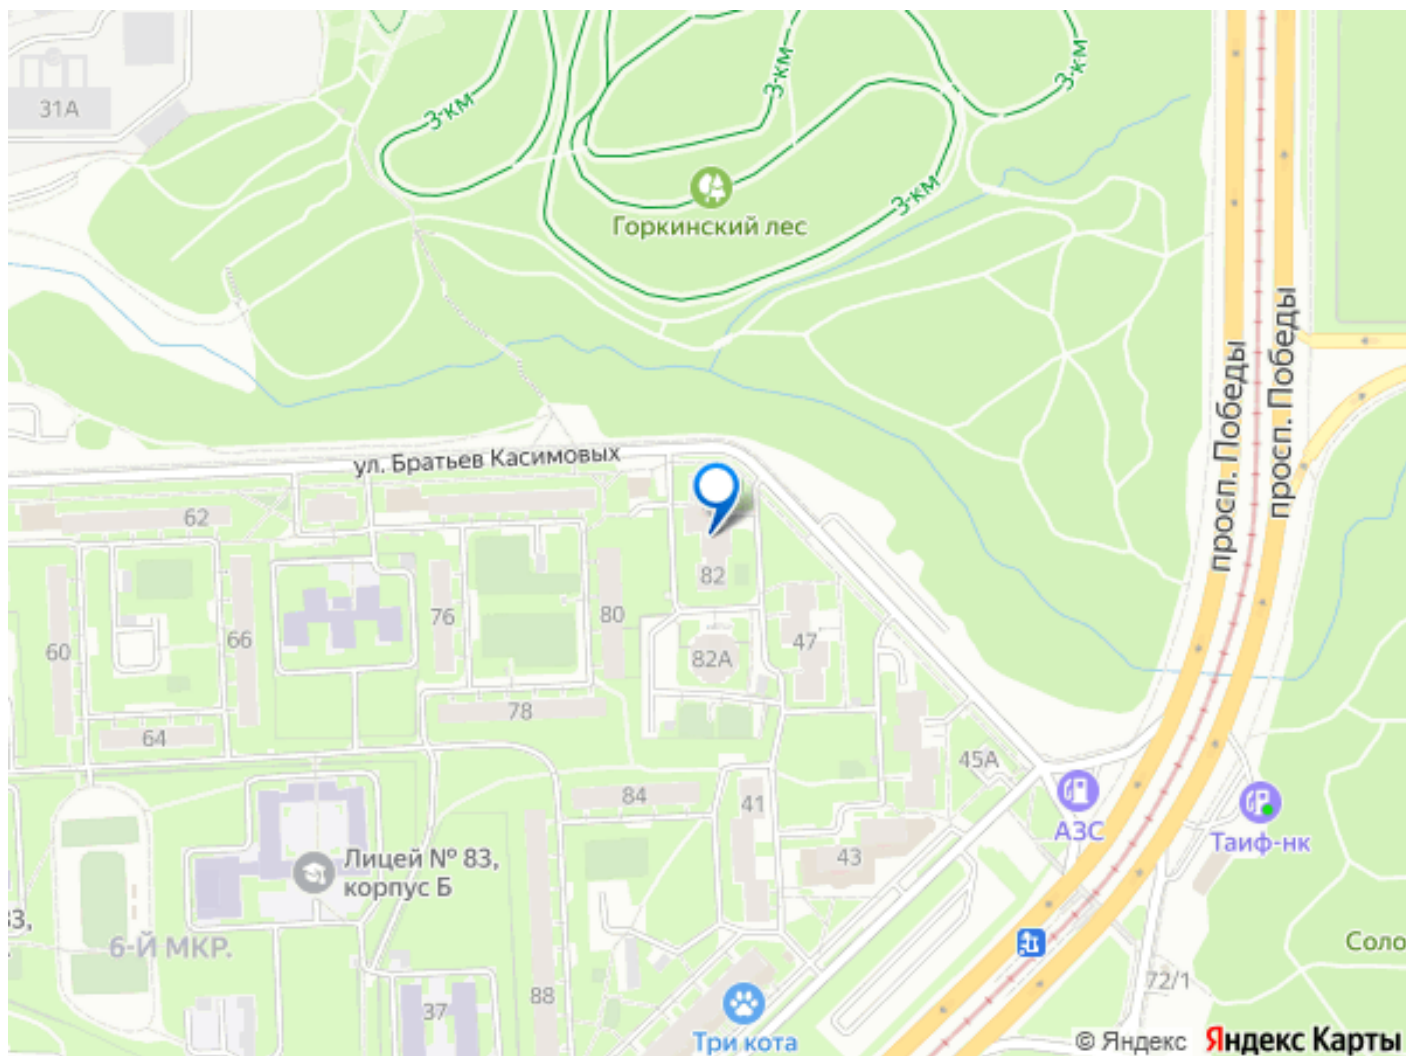 31А
3-км
3-км
3-км
3-км
Горкинский лес
просп. Победы
просп. Победы
ул. Братьев Касимовых
62
82
60
66
76
80
47
82А
78
64
45А
84
41
АЗС
Таиф-нк
43
Лицей № 83,
корпус Б
33,
6-Й МКР.
Соло
72/1
88
37
Три кота
© Яндекс Яндекс Карты